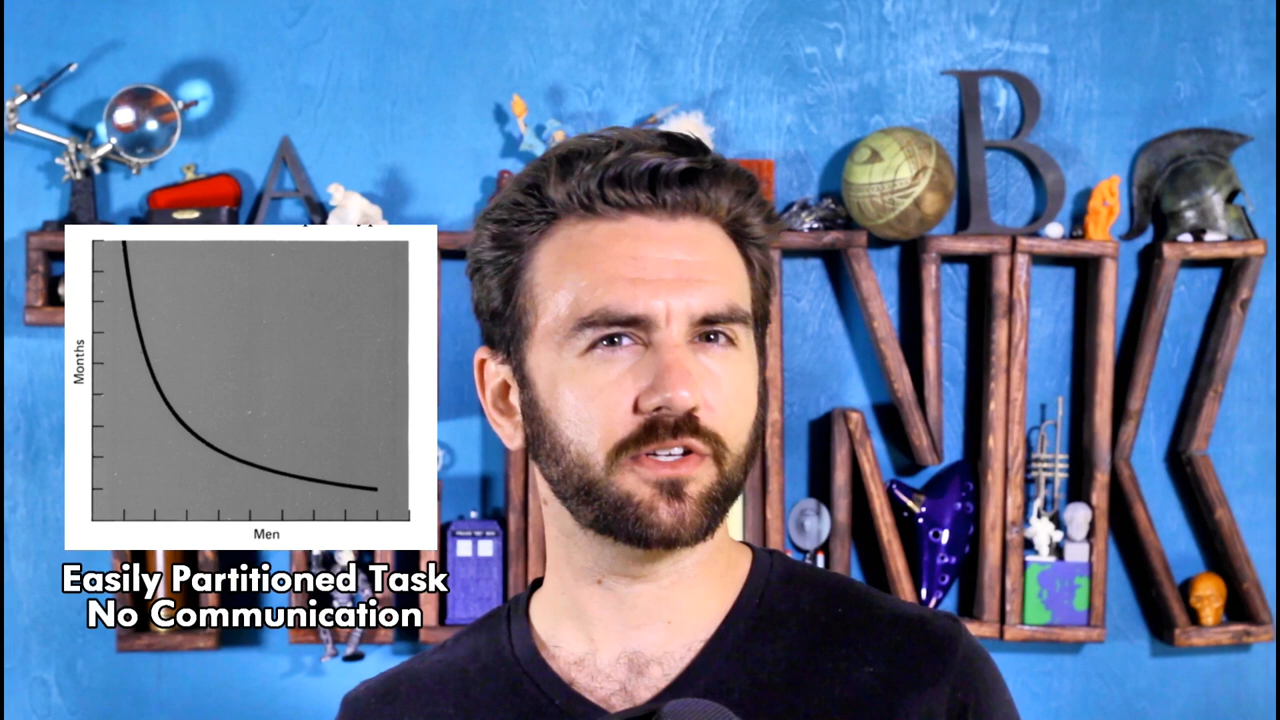 A
B
Months
Men
Easily Partitioned Task
No Communication